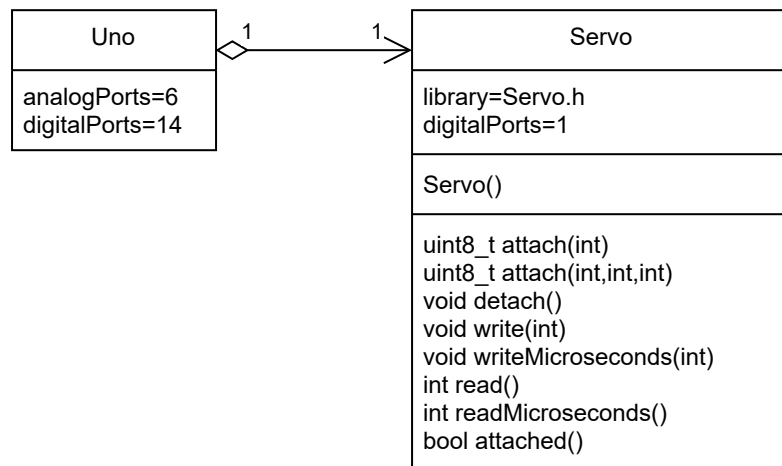 Uno
analogPorts=6
digitalPorts=14
1
1
Servo
library=Servo.h
digitalPorts=1
Servo()
uint8_t attach(int)
uint8_t attach(int,int,int)
void detach()
void write(int)
void writeMicroseconds(int)
int read()
int readMicroseconds()
bool attached()